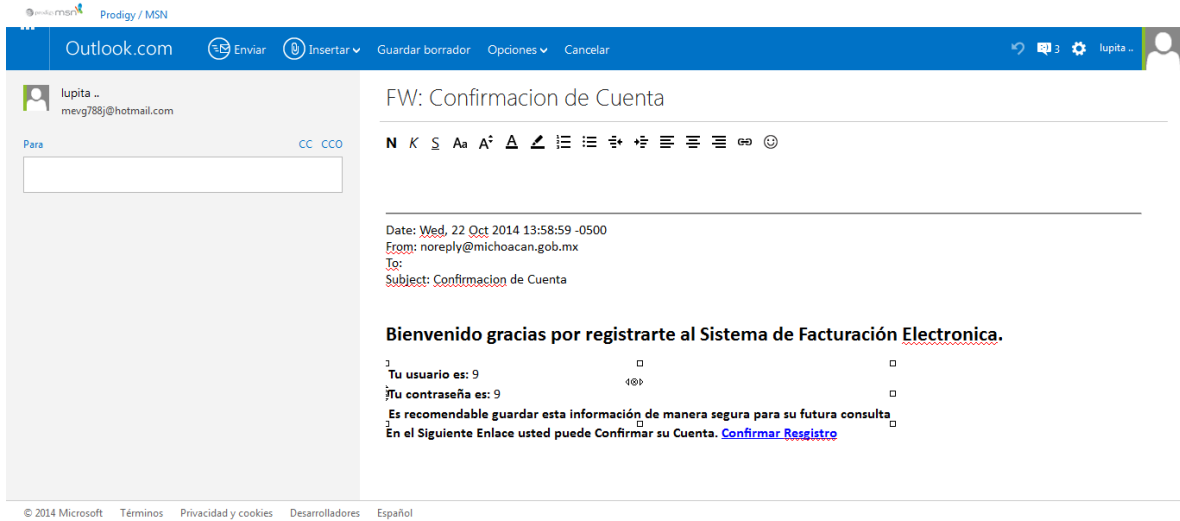 prodigy msn Prodigy / MSN
Outlook.com Enviar Insertar Guardar borrador Opciones Cancelar 3 lupita ..
lupita ..
mevg788j@hotmail.com
Para CC CCO
FW: Confirmacion de Cuenta
N K S Aa A A
Date: Wed, 22 Oct 2014 13:58:59 -0500
From: noreply@michoacan.gob.mx
To:
Subject: Confirmacion de Cuenta
Bienvenido gracias por registrarte al Sistema de Facturación Electronica.
Tu usuario es: 9
Tu contraseña es: 9
Es recomendable guardar esta información de manera segura para su futura consulta
En el Siguiente Enlace usted puede Confirmar su Cuenta. Confirmar Resgistro
© 2014 Microsoft Términos Privacidad y cookies Desarrolladores Español